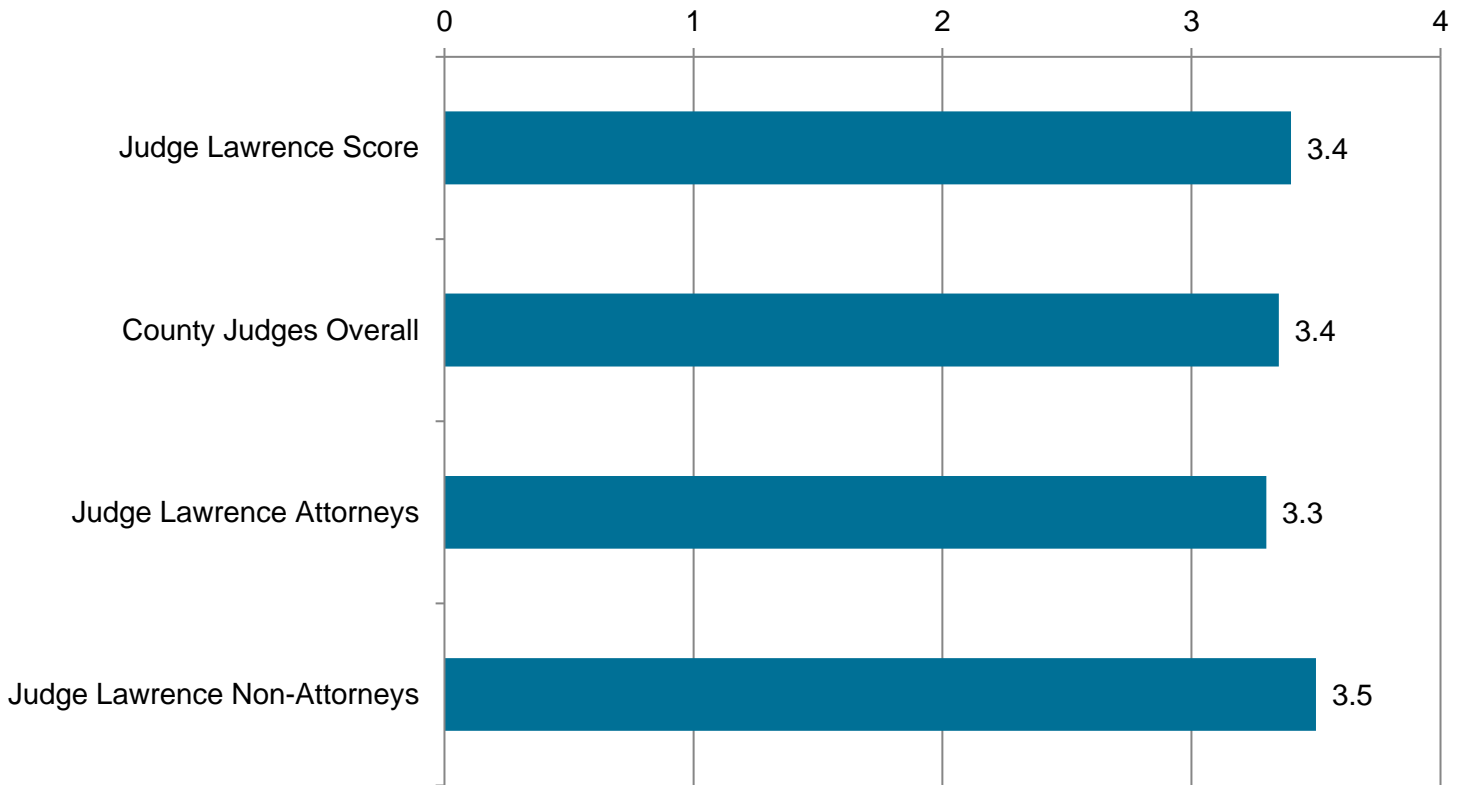 0 1 2 3 4
Judge Lawrence Score 3.4
County Judges Overall 3.4
Judge Lawrence Attorneys 3.3
Judge Lawrence Non-Attorneys 3.5